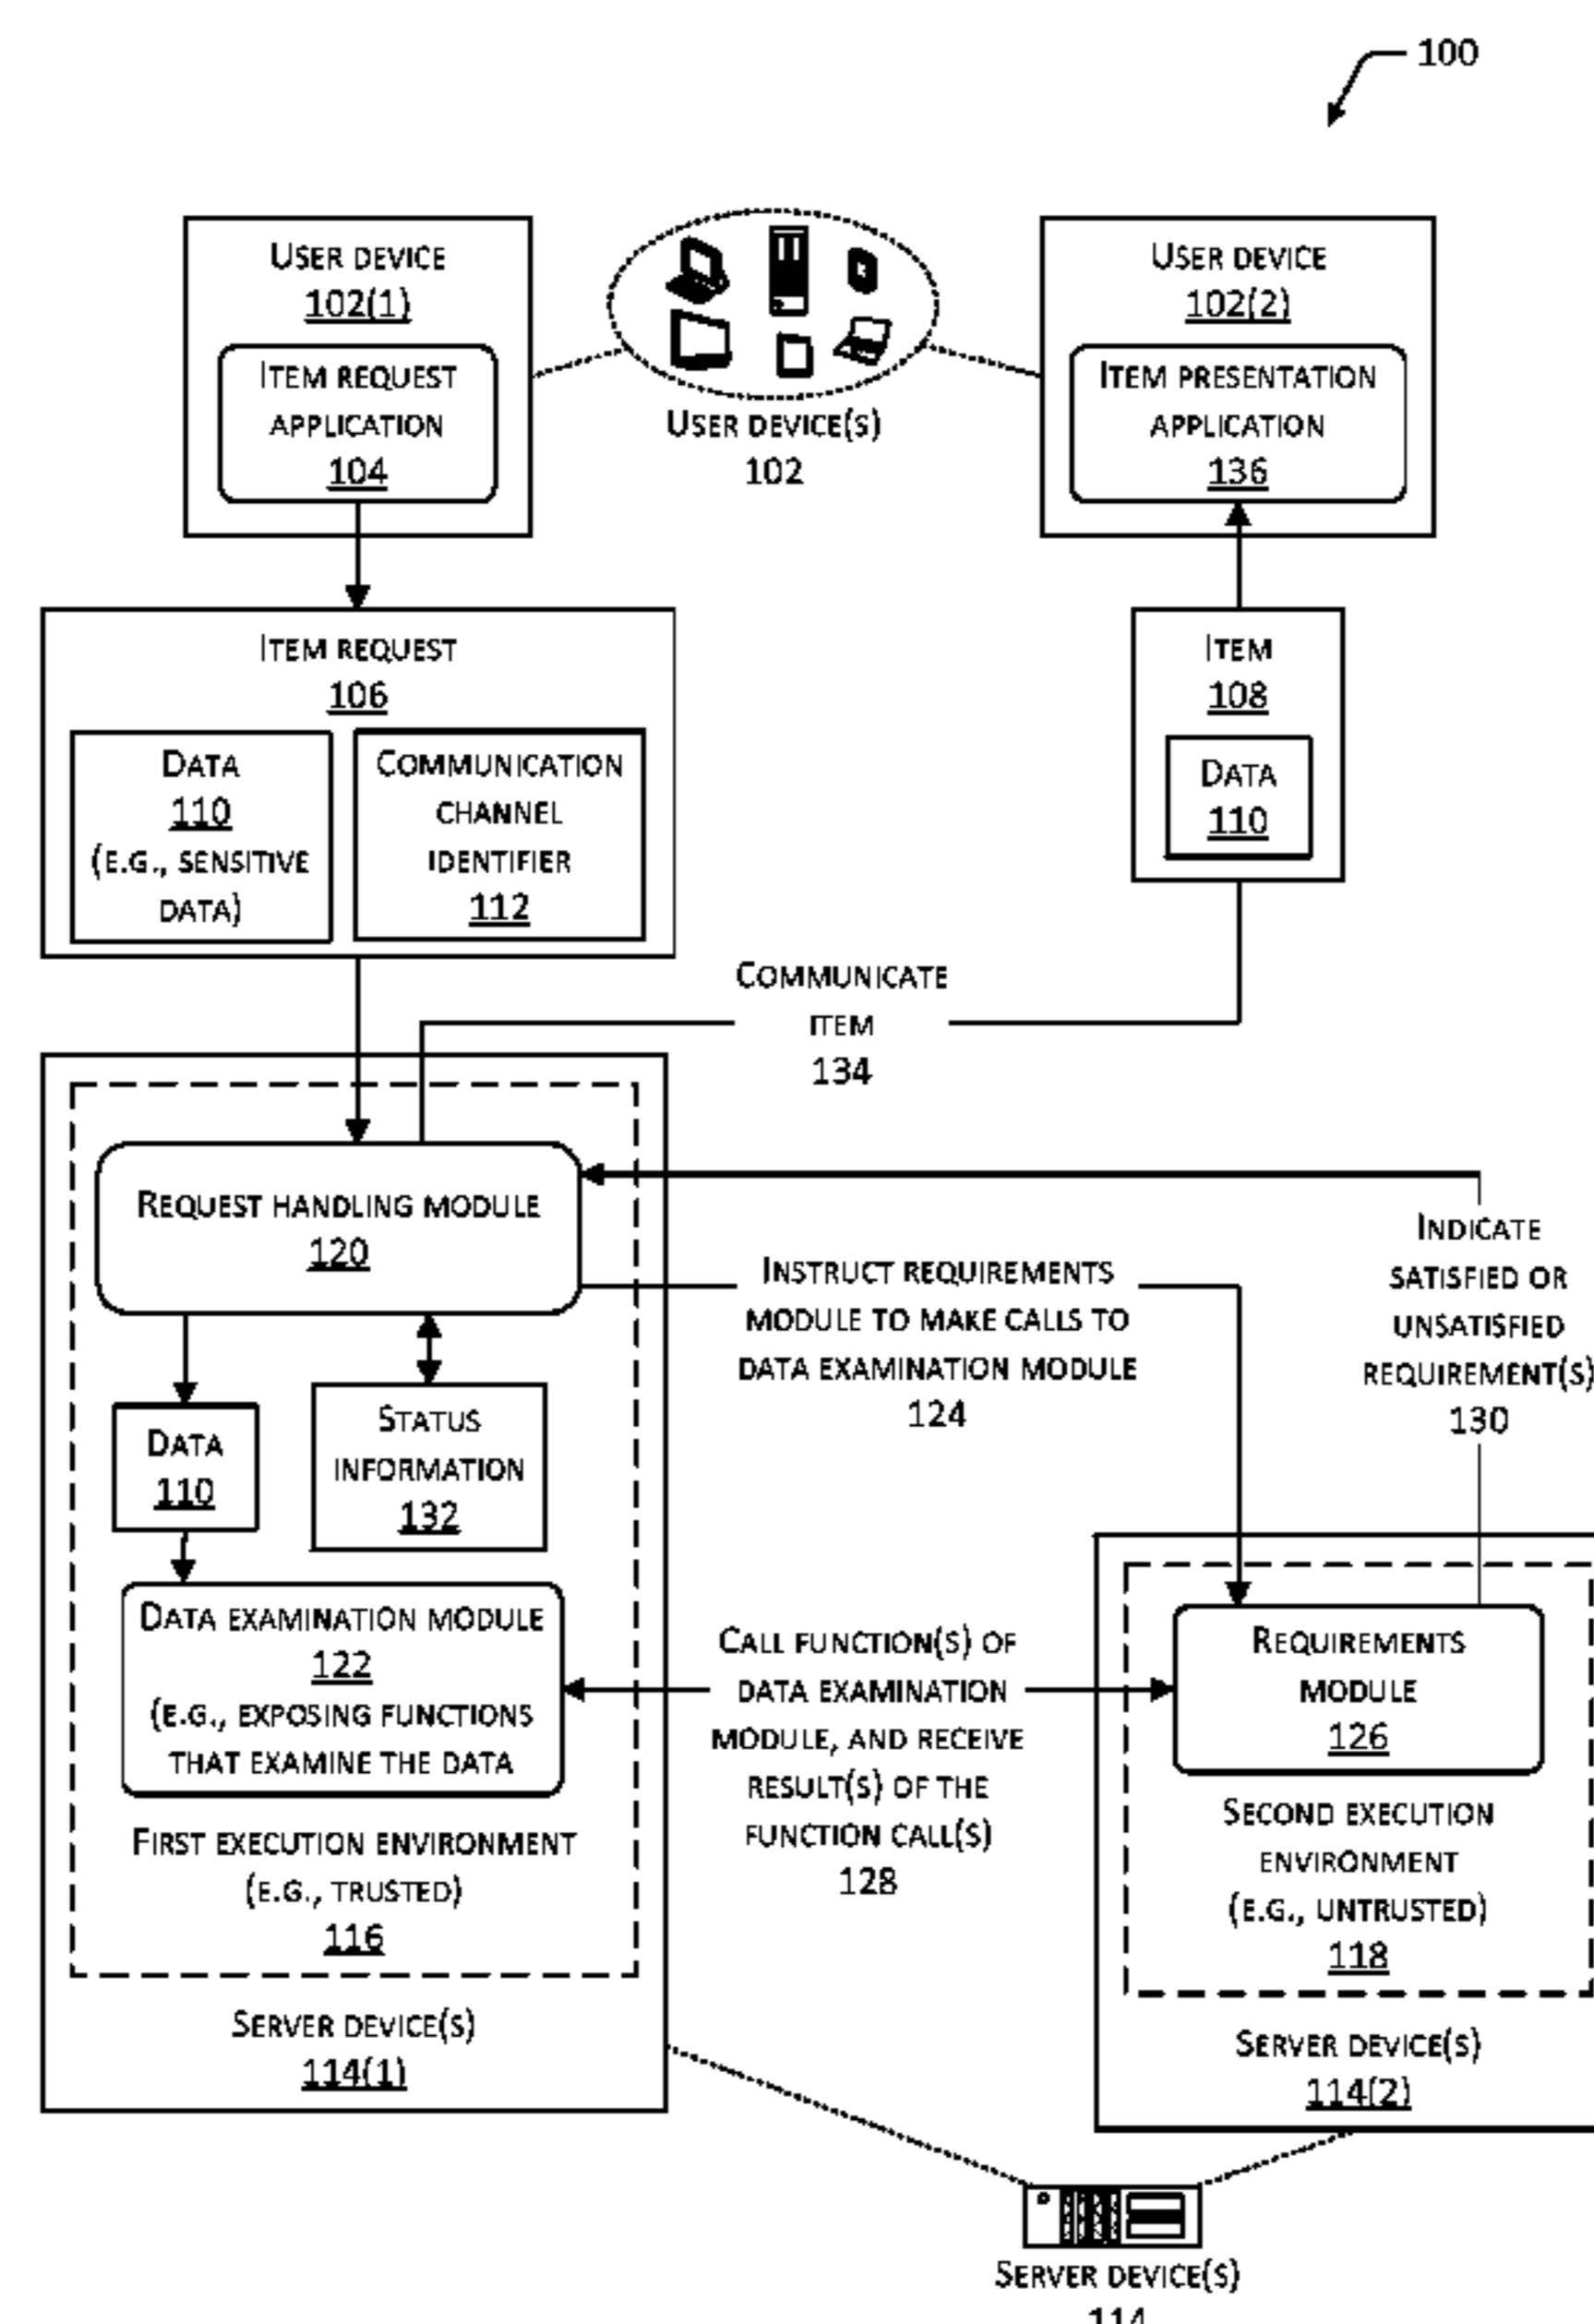 100
USER DEVICE
102(1)
ITEM REQUEST
APPLICATION
104
USER DEVICE(S)
102
USER DEVICE
102(2)
ITEM PRESENTATION
APPLICATION
136
ITEM REQUEST
106
DATA
110
(E.G., SENSITIVE
DATA)
COMMUNICATION
CHANNEL
IDENTIFIER
112
ITEM
108
DATA
110
COMMUNICATE
ITEM
134
REQUEST HANDLING MODULE
120
INSTRUCT REQUIREMENTS
MODULE TO MAKE CALLS TO
DATA EXAMINATION MODULE
124
INDICATE
SATISFIED OR
UNSATISFIED
REQUIREMENT(S)
130
DATA
110
STATUS
INFORMATION
132
DATA EXAMINATION MODULE
122
(E.G., EXPOSING FUNCTIONS
THAT EXAMINE THE DATA
FIRST EXECUTION ENVIRONMENT
(E.G., TRUSTED)
116
SERVER DEVICE(S)
114(1)
CALL FUNCTION(S) OF
DATA EXAMINATION
MODULE, AND RECEIVE
RESULT(S) OF THE
FUNCTION CALL(S)
128
REQUIREMENTS
MODULE
126
SECOND EXECUTION
ENVIRONMENT
(E.G., UNTRUSTED)
118
SERVER DEVICE(S)
114(2)
SERVER DEVICE(S)
114